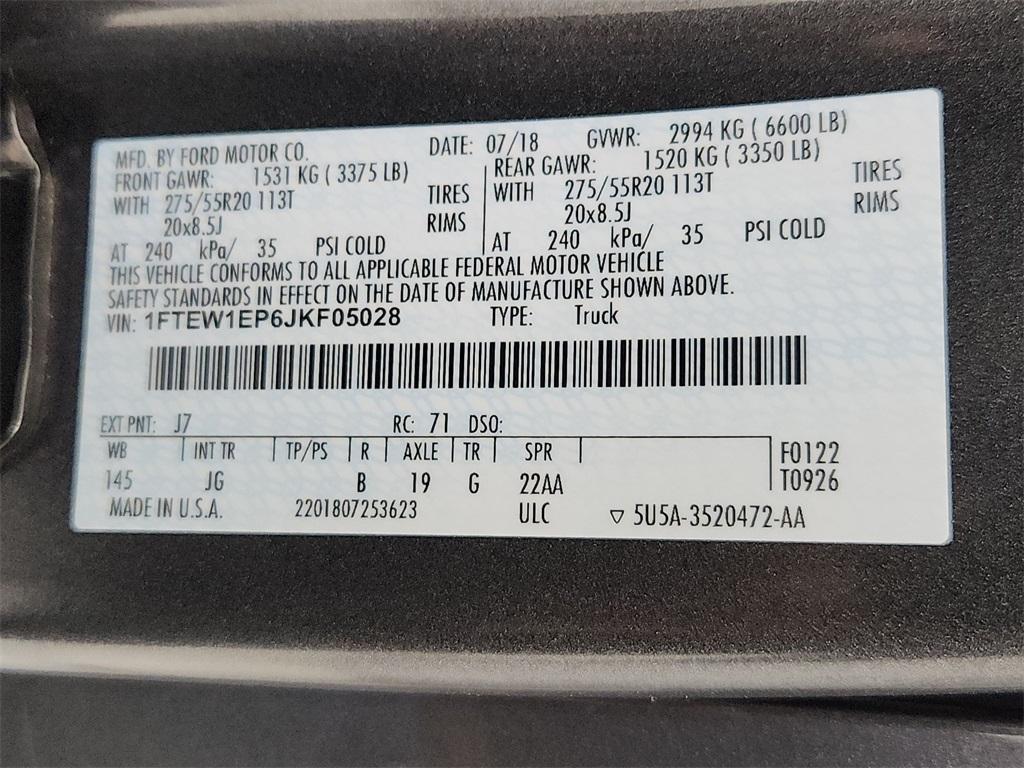 MFD. BY FORD MOTOR CO. DATE: 07/18 GVWR: 2994 KG ( 6600 LB)
FRONT GAWR: 1531 KG ( 3375 LB) REAR GAWR: 1520 KG ( 3350 LB)
WITH 275/55R20 113T TIRES WITH 275/55R20 113T TIRES
20x8.5J RIMS 20x8.5J RIMS
AT 240 kPa/ 35 PSI COLD AT 240 kPa/ 35 PSI COLD
THIS VEHICLE CONFORMS TO ALL APPLICABLE FEDERAL MOTOR VEHICLE
SAFETY STANDARDS IN EFFECT ON THE DATE OF MANUFACTURE SHOWN ABOVE.
VIN: 1FTEW1EP6JKF05028 TYPE: Truck
EXT PNT: J7 RC: 71 DSO:
WB INT TR TP/PS R AXLE TR SPR F0122
145 JG B 19 G 22AA T0926
MADE IN U.S.A. 2201807253623 ULC ▽ 5U5A-3520472-AA